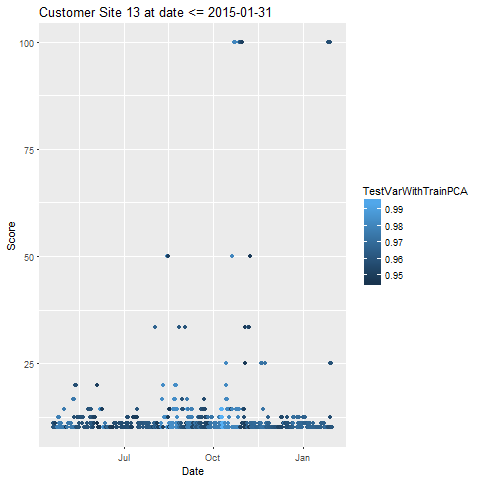 Customer Site 13 at date <= 2015-01-31
100
75
50
25
Score
Jul
Oct
Jan
Date
TestVarWithTrainPCA
0.99
0.98
0.97
0.96
0.95